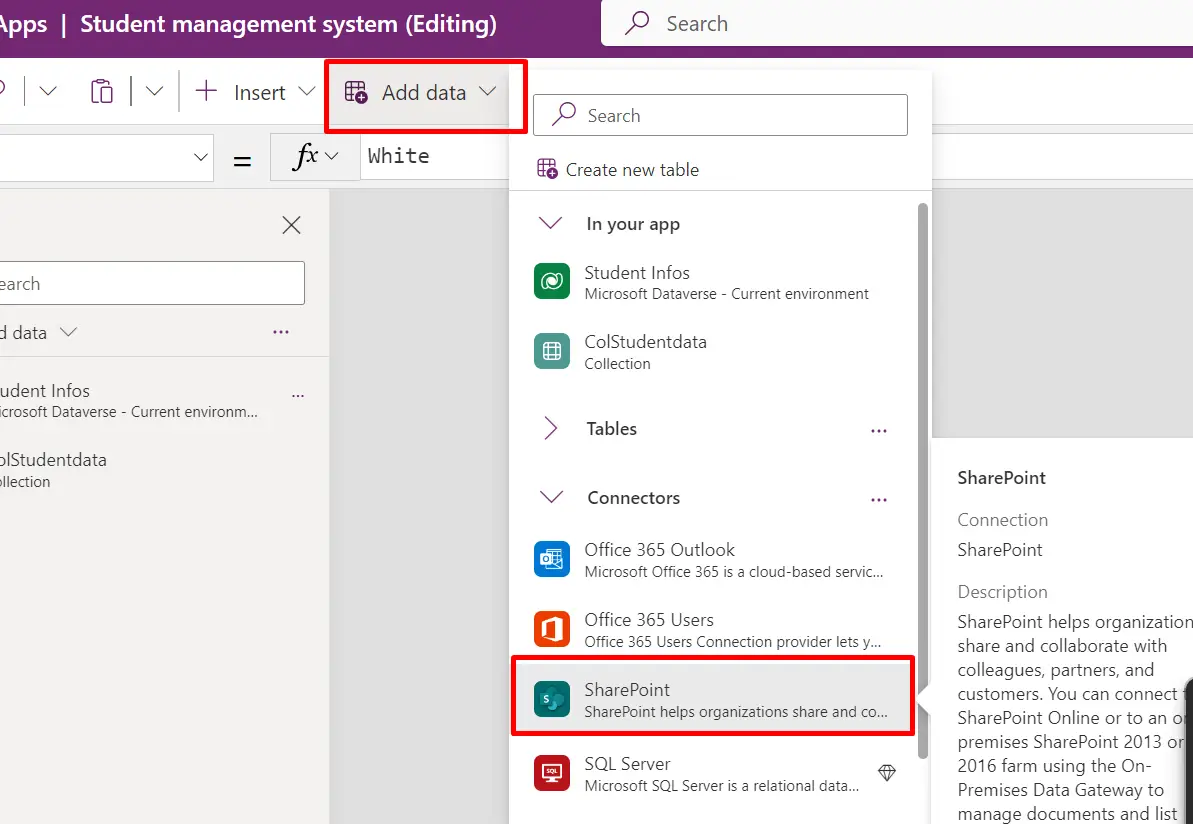 Apps | Student management system (Editing)
Search
Insert
Add data
= fx White
Search
Create new table
In your app
Student Infos
Microsoft Dataverse - Current environment
ColStudentdata
Collection
Tables
Connectors
Office 365 Outlook
Microsoft Office 365 is a cloud-based servic...
Office 365 Users
Office 365 Users Connection provider lets y...
SharePoint
SharePoint helps organizations share and co...
SQL
SQL Server
Microsoft SQL Server is a relational data...
earch
d data
udent Infos
icrosoft Dataverse - Current environm...
olStudentdata
ollection
SharePoint
Connection
SharePoint
Description
SharePoint helps organization
share and collaborate with
colleagues, partners, and
customers. You can connect t
SharePoint Online or to an o
premises SharePoint 2013 or
2016 farm using the On-
Premises Data Gateway to
manage documents and list